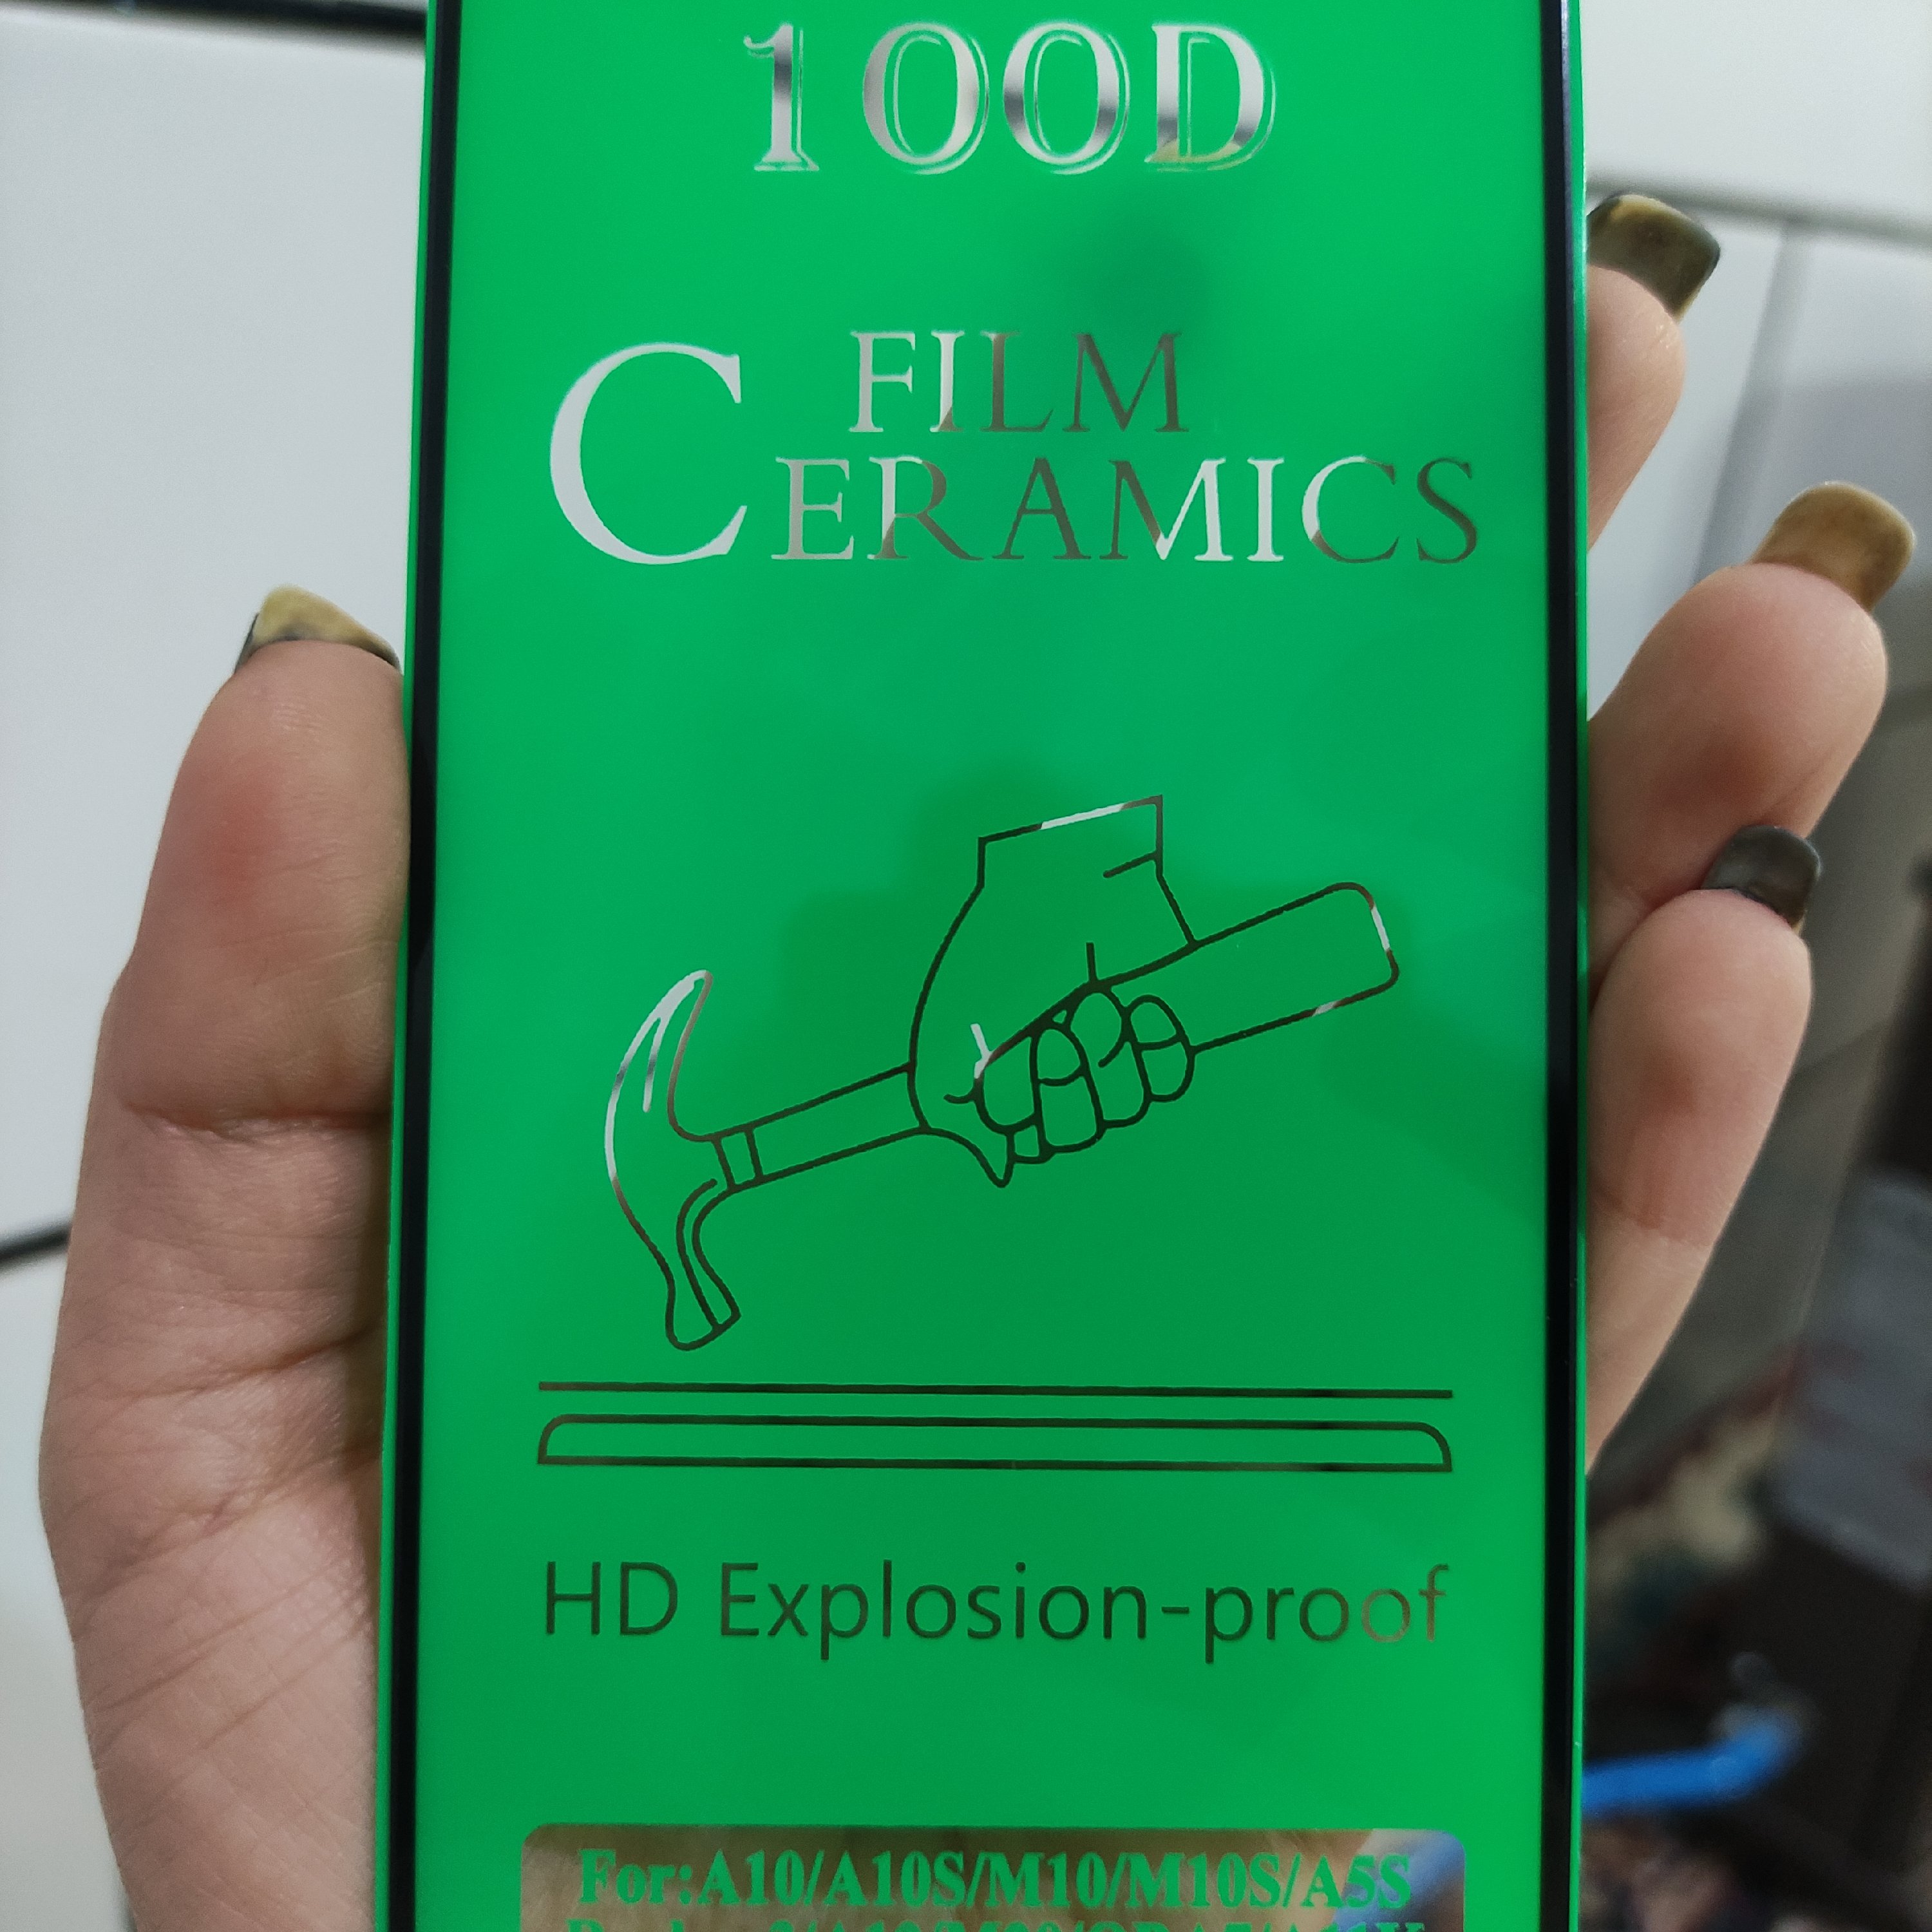 100D
FILM
CERAMICS
HD Explosion-proof
For:A10/A10S/M10/M10S/A5S